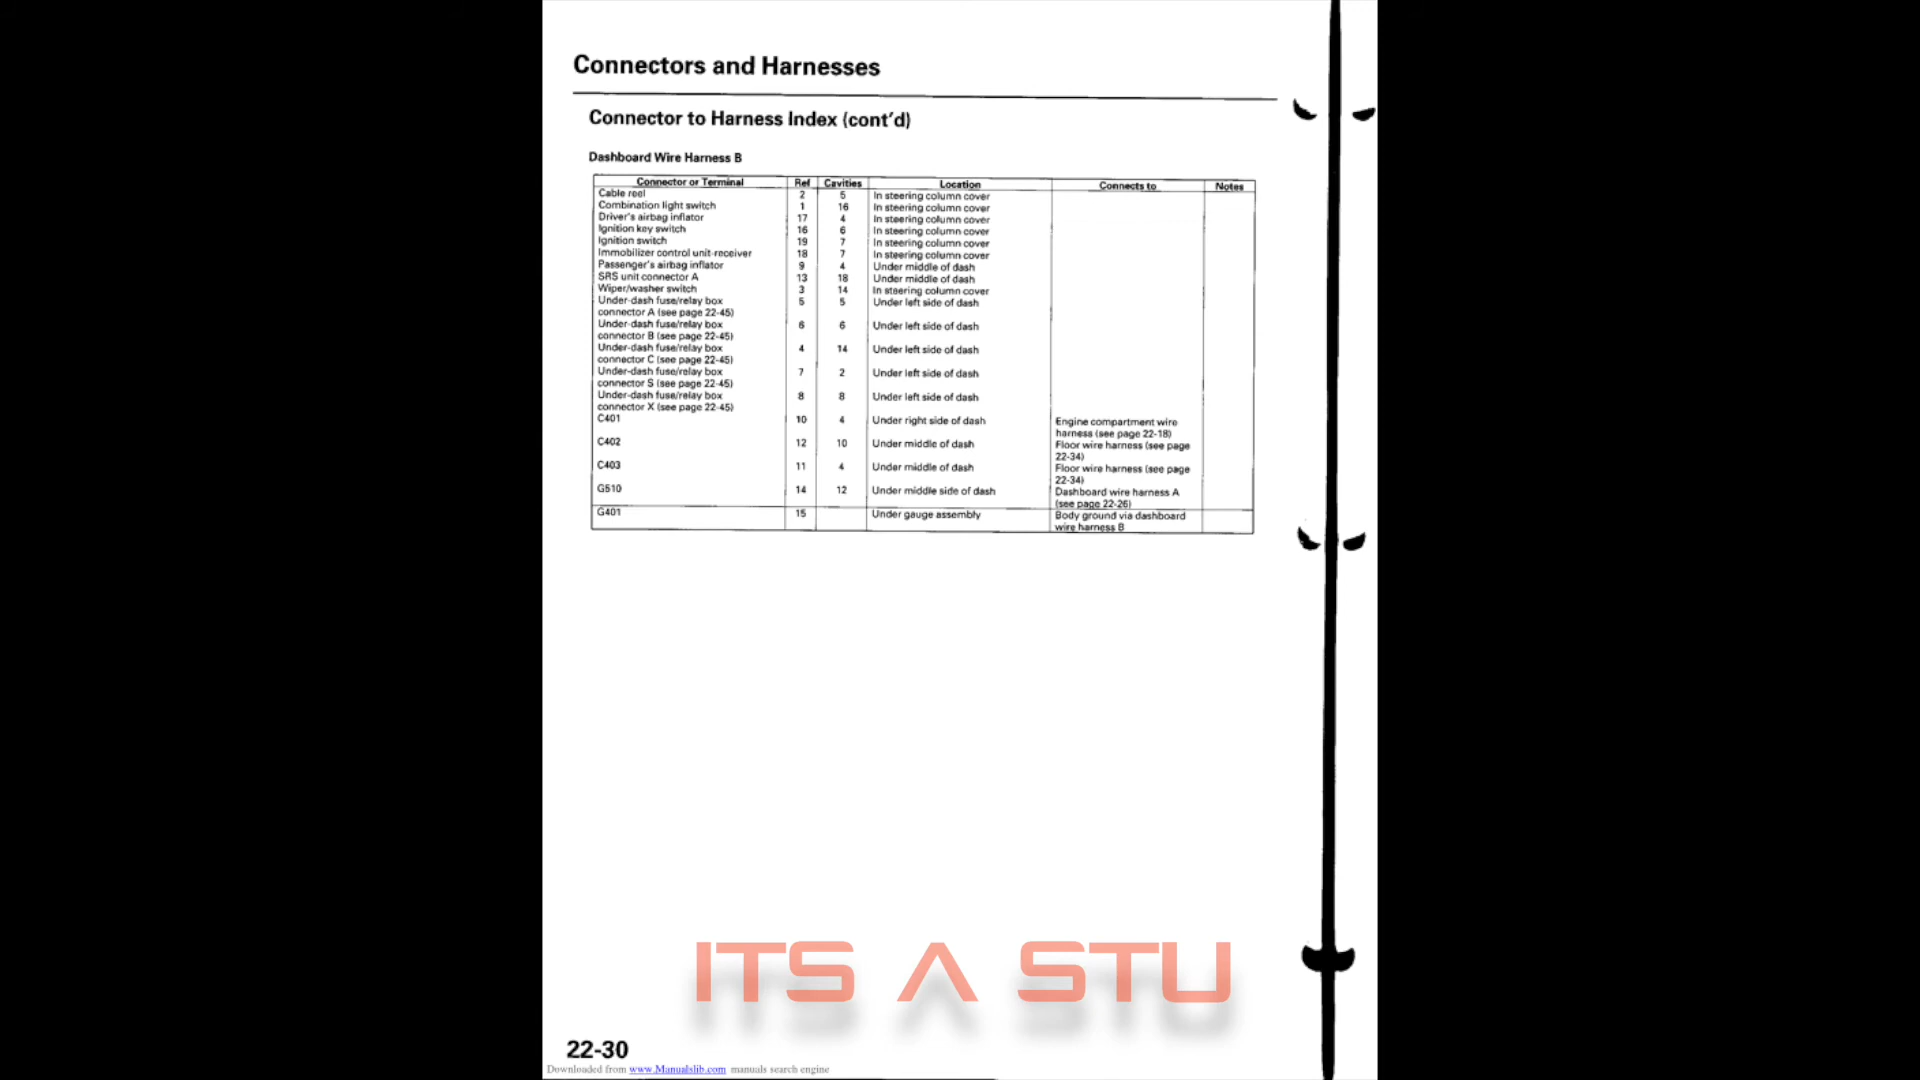 Connectors and Harnesses
Connector to Harness Index (cont'd)
Dashboard Wire Harness B
Connector or Terminal Ref Cavities Location Connects to Notes
Cable reel 2 5 In steering column cover
Combination light switch 1 16 In steering column cover
Driver's airbag inflator 17 4 In steering column cover
Ignition key switch 16 6 In steering column cover
Ignition switch 19 7 In steering column cover
Immobilizer control unit-receiver 18 7 In steering column cover
Passenger's airbag inflator 9 4 Under middle of dash
SRS unit connector A 13 18 Under middle of dash
Wiper/washer switch 3 14 In steering column cover
Under-dash fuse/relay box 5 5 Under left side of dash
connector A (see page 22-45)
Under-dash fuse/relay box 6 6 Under left side of dash
connector B (see page 22-45)
Under-dash fuse/relay box 4 14 Under left side of dash
connector C (see page 22-45)
Under-dash fuse/relay box 7 2 Under left side of dash
connector S (see page 22-45)
Under-dash fuse/relay box 8 8 Under left side of dash
connector X (see page 22-45)
C401 10 4 Under right side of dash Engine compartment wire
harness (see page 22-18)
C402 12 10 Under middle of dash Floor wire harness (see page
22-34)
C403 11 4 Under middle of dash Floor wire harness (see page
22-34)
G510 14 12 Under middle side of dash Dashboard wire harness A
(see page 22-26)
G401 15 Under gauge assembly Body ground via dashboard
wire harness B
ITS A STU
22-30
Downloaded from www.Manualslib.com manuals search engine